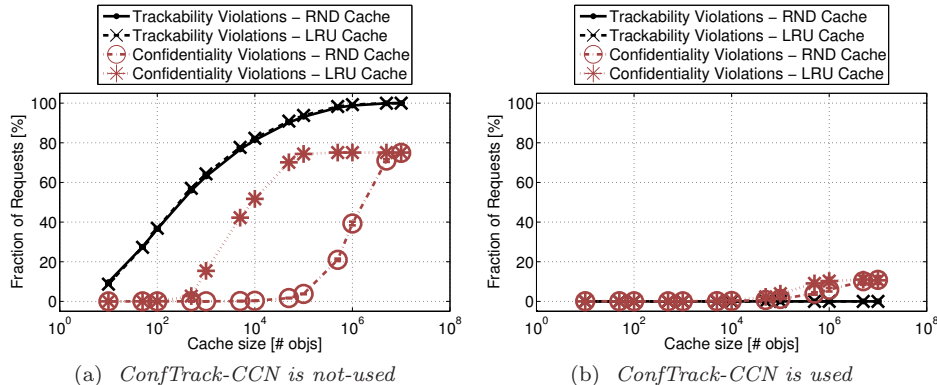 Trackability Violations – RND Cache
Trackability Violations – LRU Cache
Confidentiality Violations – RND Cache
Confidentiality Violations – LRU Cache
Fraction of Requests [%]
100
80
60
40
20
0
10^0 10^2 10^4 10^6 10^8
Cache size [# objs]
(a) ConfTrack-CCN is not-used
Trackability Violations – RND Cache
Trackability Violations – LRU Cache
Confidentiality Violations – RND Cache
Confidentiality Violations – LRU Cache
Fraction of Requests [%]
100
80
60
40
20
0
10^0 10^2 10^4 10^6 10^8
Cache size [# objs]
(b) ConfTrack-CCN is used